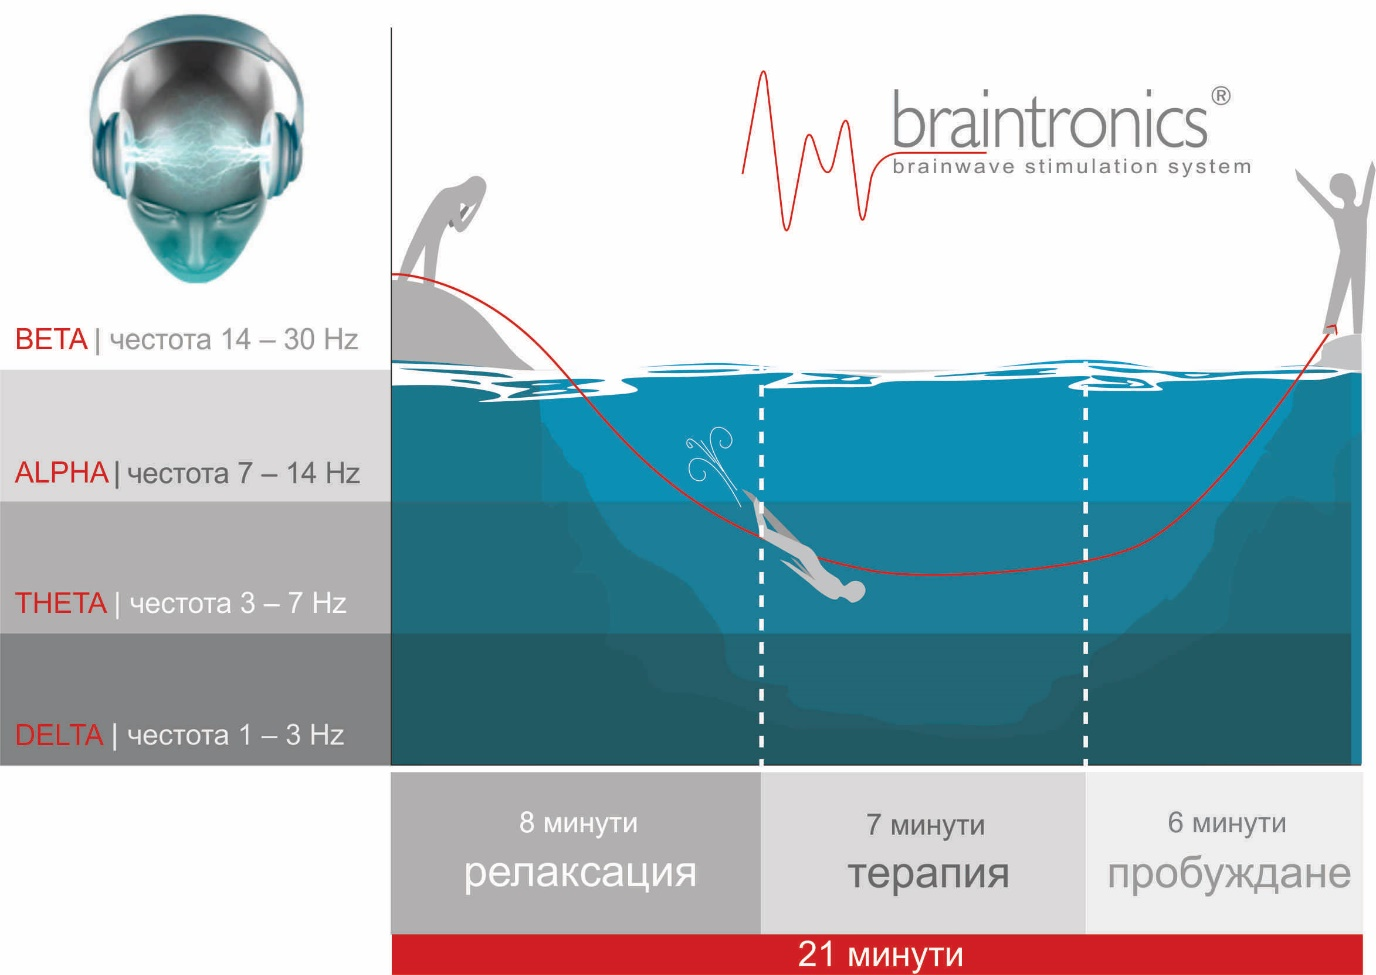 braintronics®
brainwave stimulation system
BETA | честота 14 – 30 Hz
ALPHA | честота 7 – 14 Hz
THETA | честота 3 – 7 Hz
DELTA | честота 1 – 3 Hz
8 минути
релаксация
7 минути
терапия
6 минути
пробуждане
21 минути